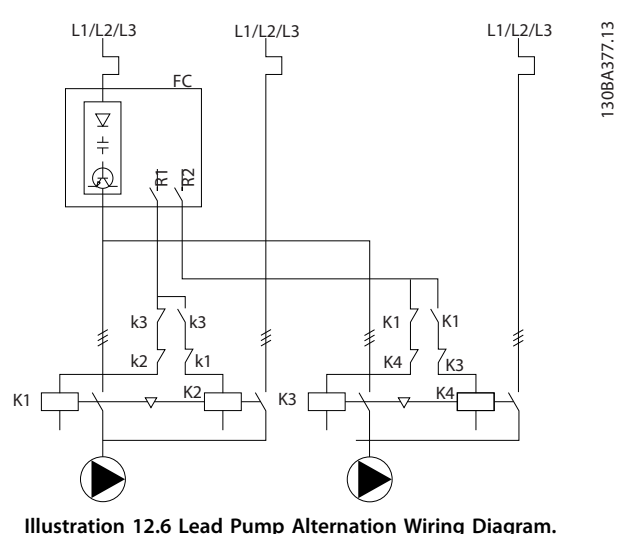 L1/L2/L3
L1/L2/L3
L1/L2/L3
130BA377.13
FC
R1
R2
k3
k3
K1
K1
k2
k1
K4
K3
K1
K2
K3
K4
Illustration 12.6 Lead Pump Alternation Wiring Diagram.